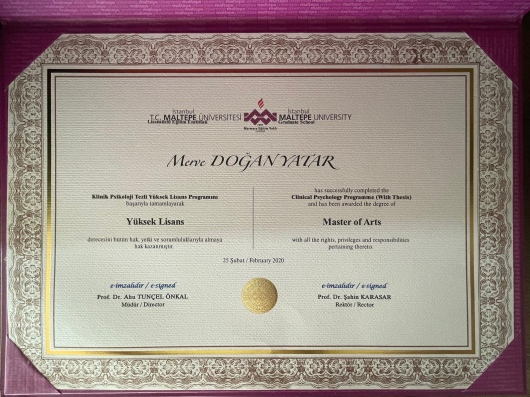 İstanbul
T.C. MALTEPE ÜNİVERSİTESİ
Lisansüstü Eğitim Enstitüsü
Marmara Eğitim Vakfı
İstanbul
MALTEPE UNIVERSITY
Graduate School
Merve DOĞAN YATAR
Klinik Psikoloji Tezli Yüksek Lisans Programını
başarıyla tamamlayarak
Yüksek Lisans
derecesini bütün hak, yetki ve sorumluluklarıyla almaya
hak kazanmıştır.
has successfully completed the
Clinical Psychology Programme (With Thesis)
and has been awarded the degree of
Master of Arts
with all the rights, privileges and responsibilities
pertaining thereto.
25 Şubat / February 2020
e-imzalıdır / e-signed
Prof. Dr. Ahu TUNÇEL ÖNKAL
Müdür / Director
e-imzalıdır / e-signed
Prof. Dr. Şahin KARASAR
Rektör / Rector